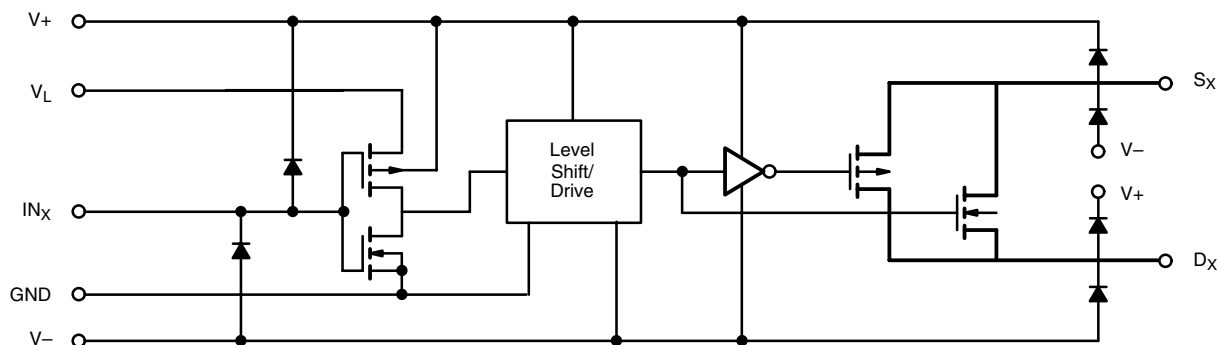 V+
VL
INX
GND
V−
Level
Shift/
Drive
SX
V−
V+
DX